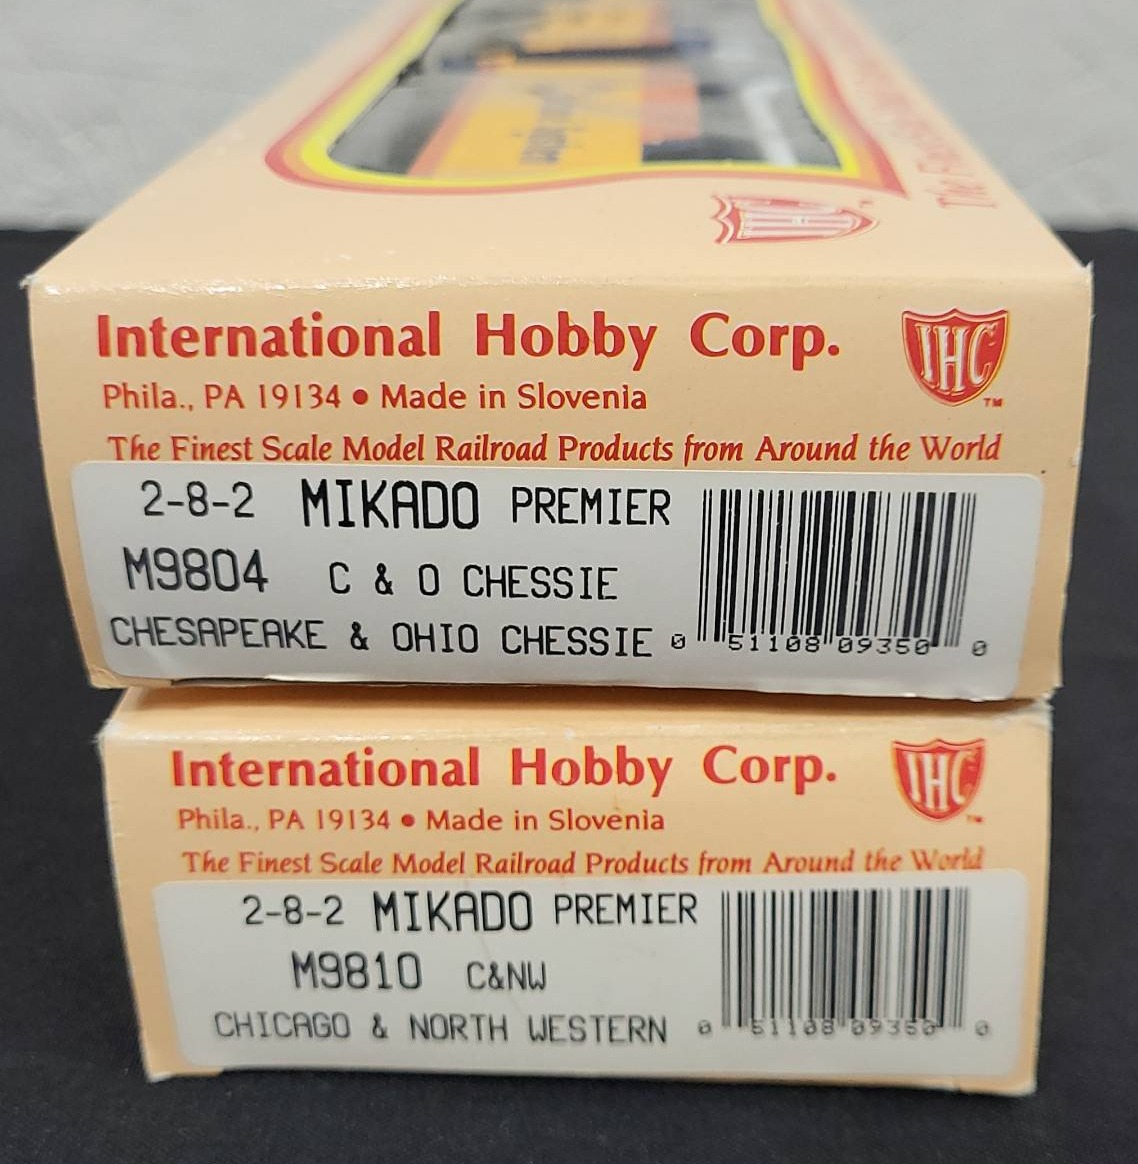 IHC
International Hobby Corp. IHC™
Phila., PA 19134 • Made in Slovenia
The Finest Scale Model Railroad Products from Around the World
2-8-2 MIKADO PREMIER
M9804 C & O CHESSIE
CHESAPEAKE & OHIO CHESSIE 0 51108 09350 0
International Hobby Corp. IHC™
Phila., PA 19134 • Made in Slovenia
The Finest Scale Model Railroad Products from Around the World
2-8-2 MIKADO PREMIER
M9810 C&NW
CHICAGO & NORTH WESTERN 0 51108 09360 0